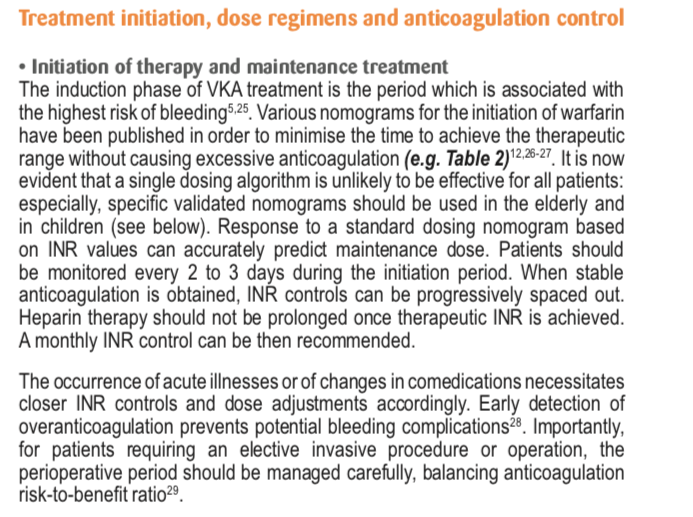 Treatment initiation, dose regimens and anticoagulation control
• Initiation of therapy and maintenance treatment
The induction phase of VKA treatment is the period which is associated with
the highest risk of bleeding5,25. Various nomograms for the initiation of warfarin
have been published in order to minimise the time to achieve the therapeutic
range without causing excessive anticoagulation (e.g. Table 2)12,26-27. It is now
evident that a single dosing algorithm is unlikely to be effective for all patients:
especially, specific validated nomograms should be used in the elderly and
in children (see below). Response to a standard dosing nomogram based
on INR values can accurately predict maintenance dose. Patients should
be monitored every 2 to 3 days during the initiation period. When stable
anticoagulation is obtained, INR controls can be progressively spaced out.
Heparin therapy should not be prolonged once therapeutic INR is achieved.
A monthly INR control can be then recommended.
The occurrence of acute illnesses or of changes in comedications necessitates
closer INR controls and dose adjustments accordingly. Early detection of
overanticoagulation prevents potential bleeding complications28. Importantly,
for patients requiring an elective invasive procedure or operation, the
perioperative period should be managed carefully, balancing anticoagulation
risk-to-benefit ratio29.